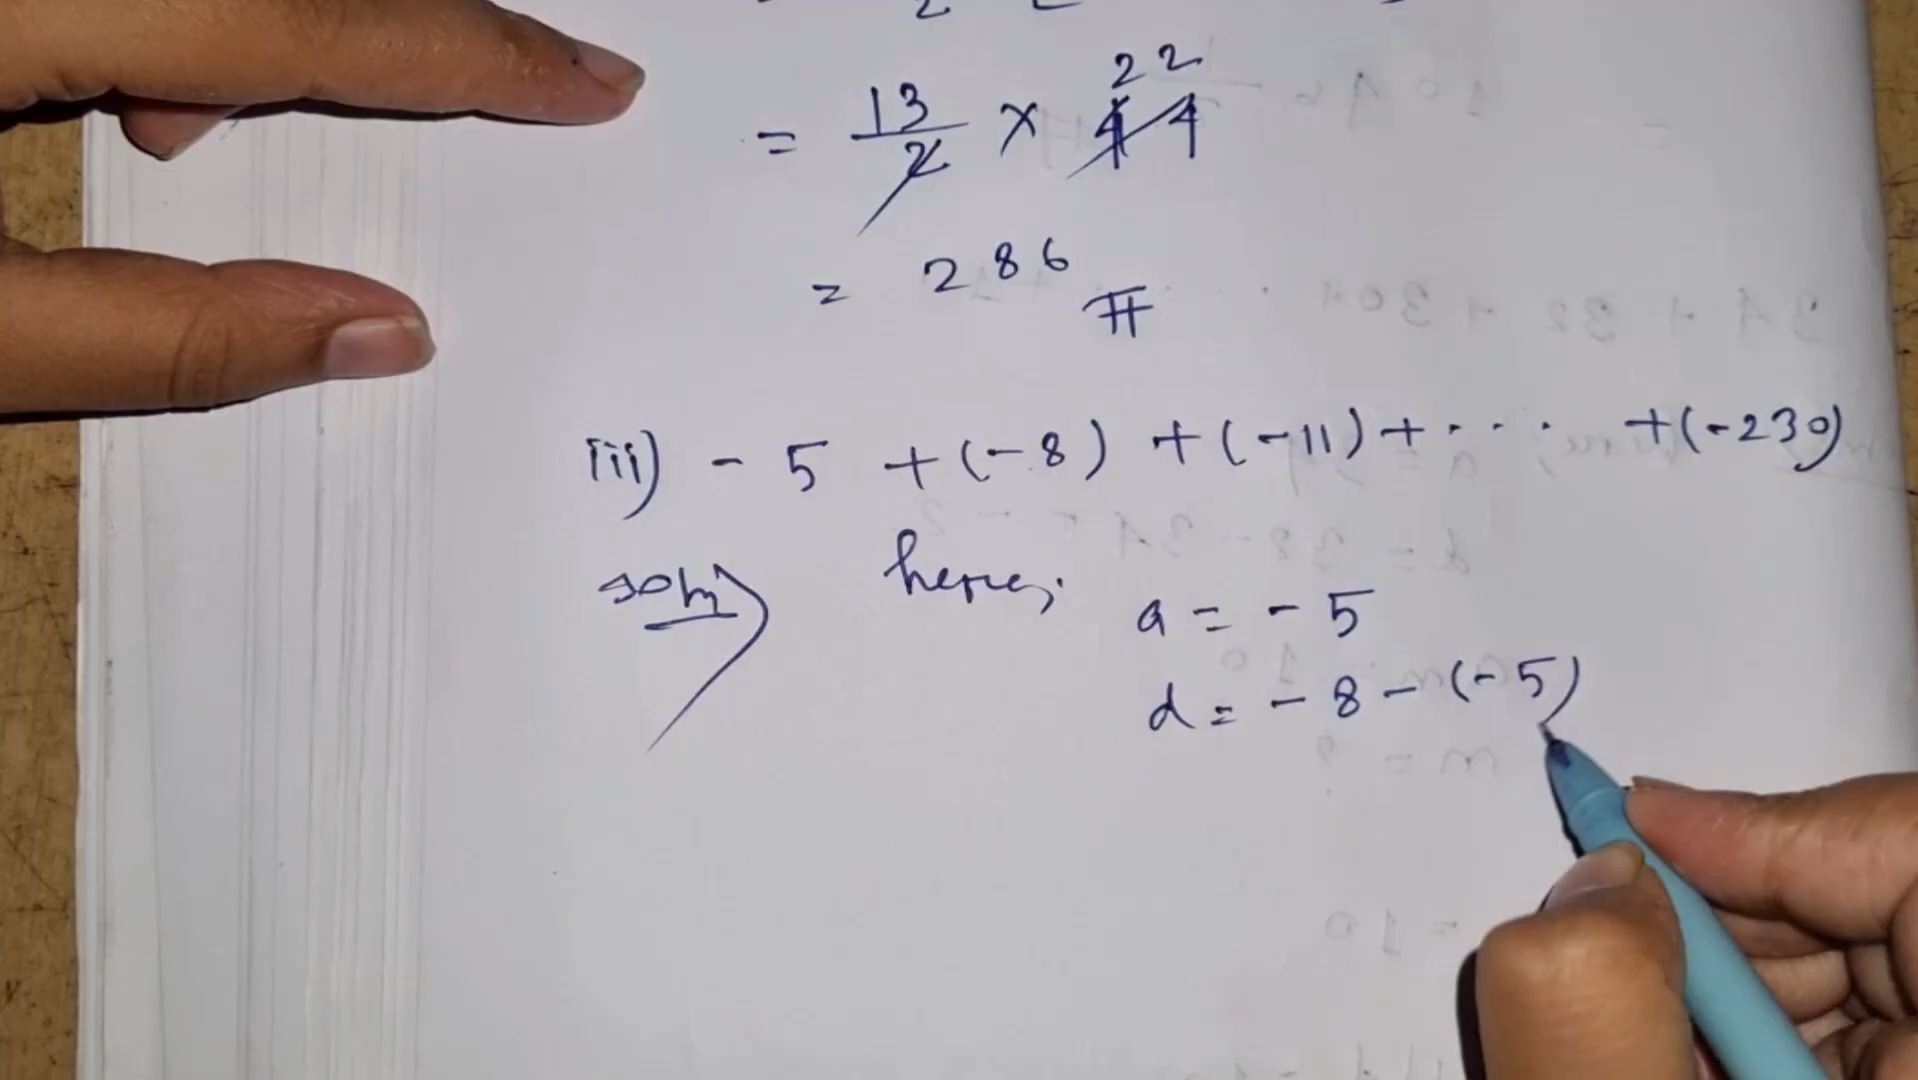 = 13/2 × 44 22
= 286
iii) - 5 + (-8) + (-11) + . . . . + (-230)
soln) here,
a = - 5
d = - 8 - (- 5)